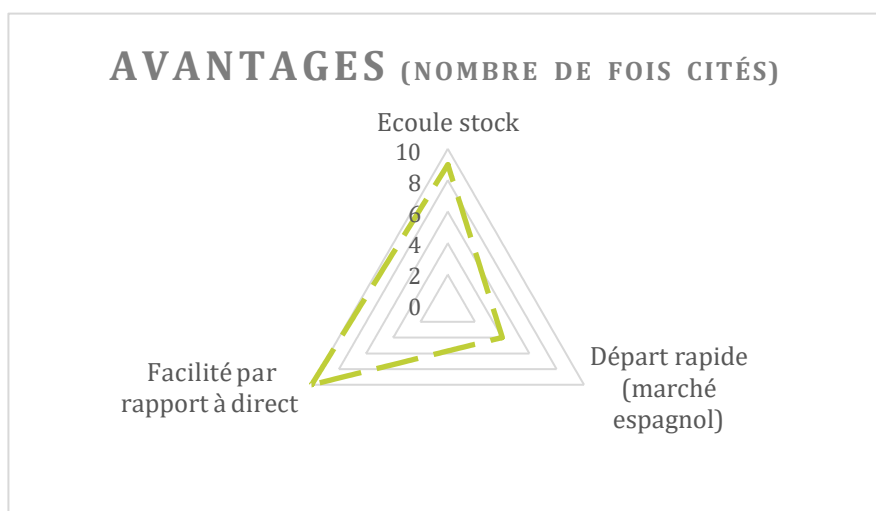 AVANTAGES (NOMBRE DE FOIS CITÉS)
Ecoule stock
10
8
6
4
2
0
Départ rapide
(marché
espagnol)
Facilité par
rapport à direct